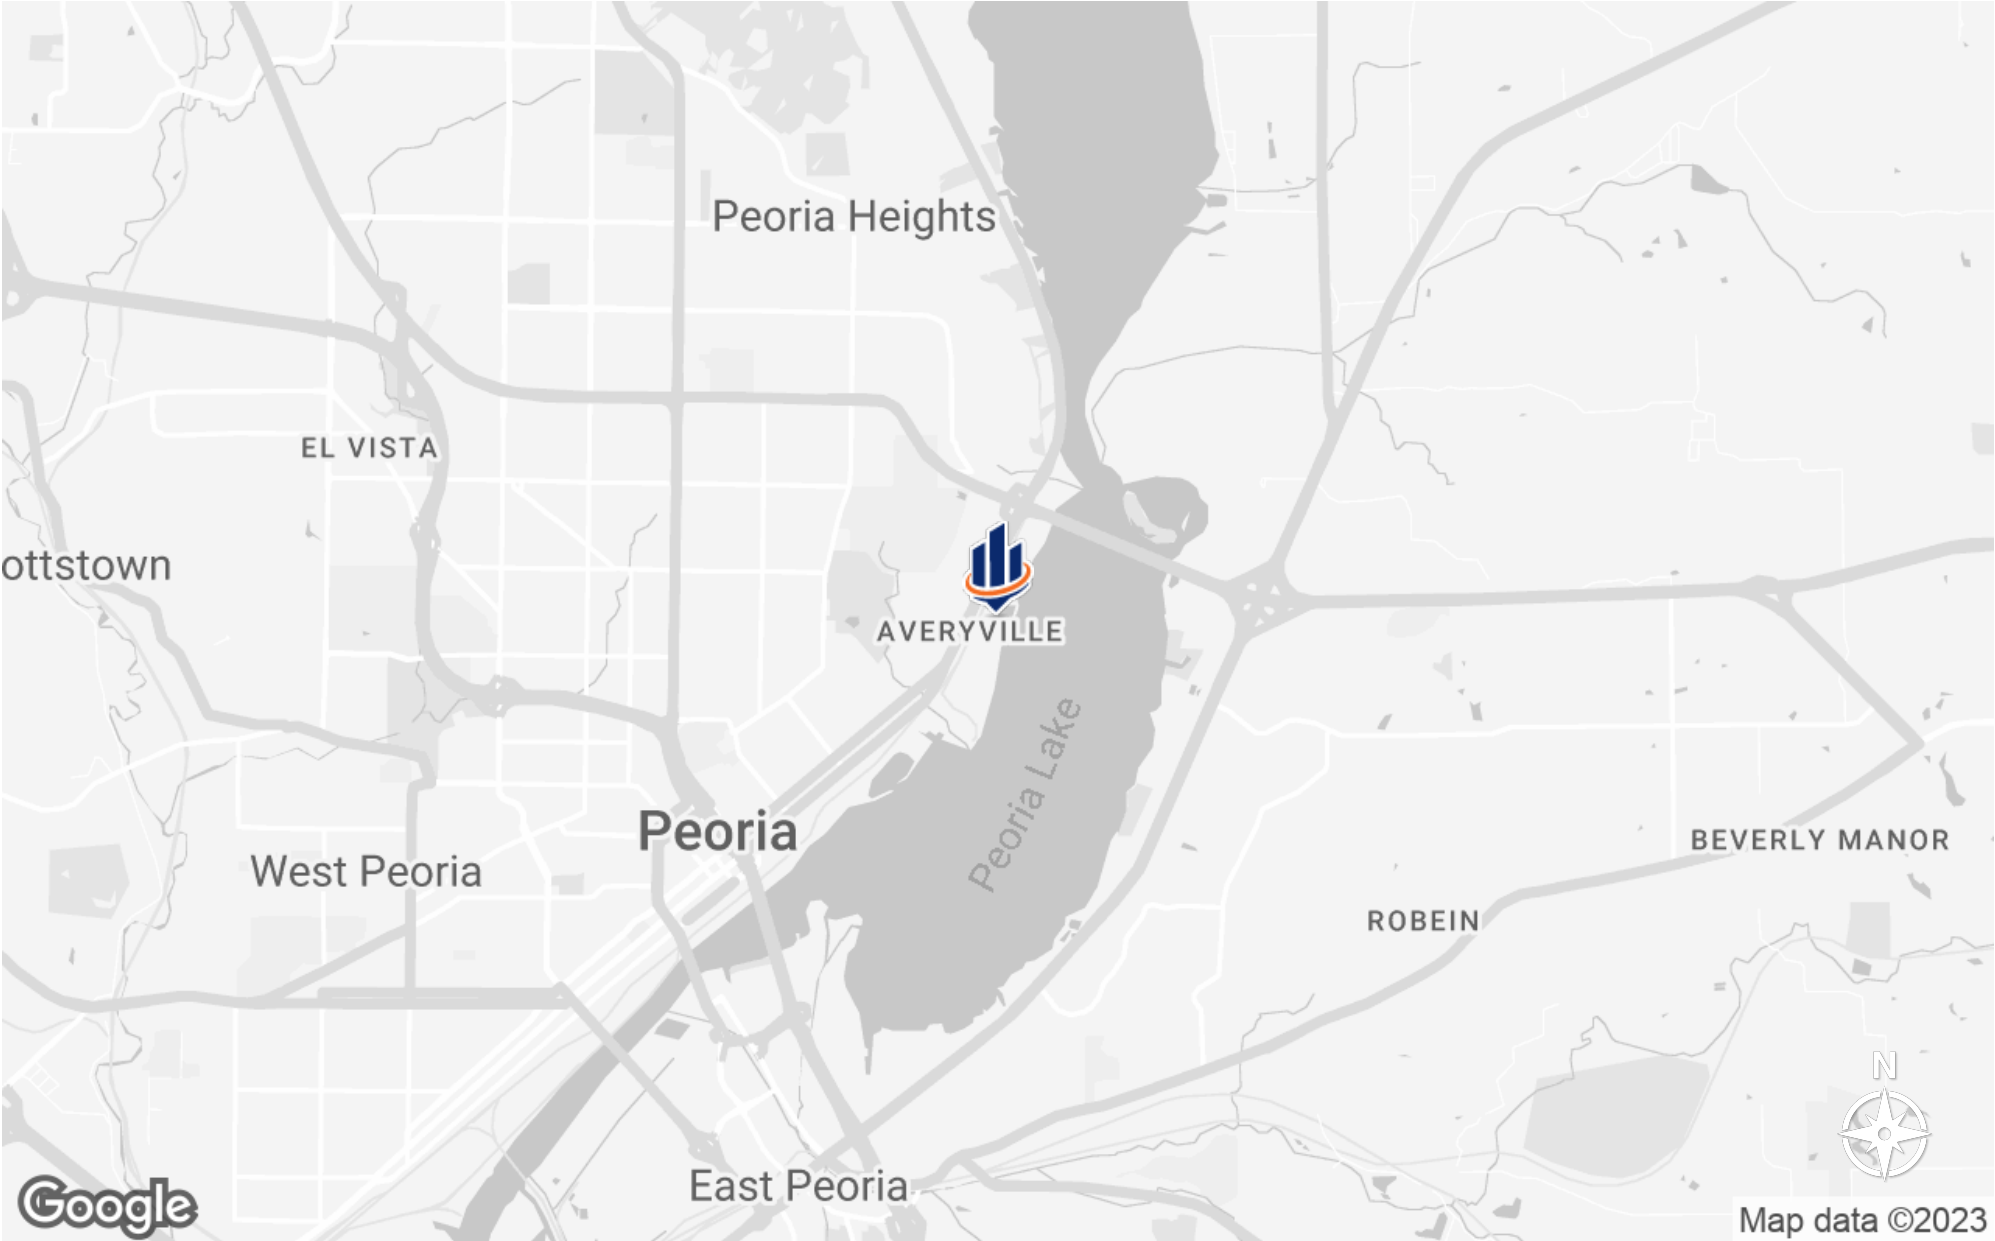 Peoria Heights
EL VISTA
ottstown
AVERYVILLE
Peoria Lake
Peoria
West Peoria
BEVERLY MANOR
ROBEIN
N
East Peoria
Google
Map data ©2023